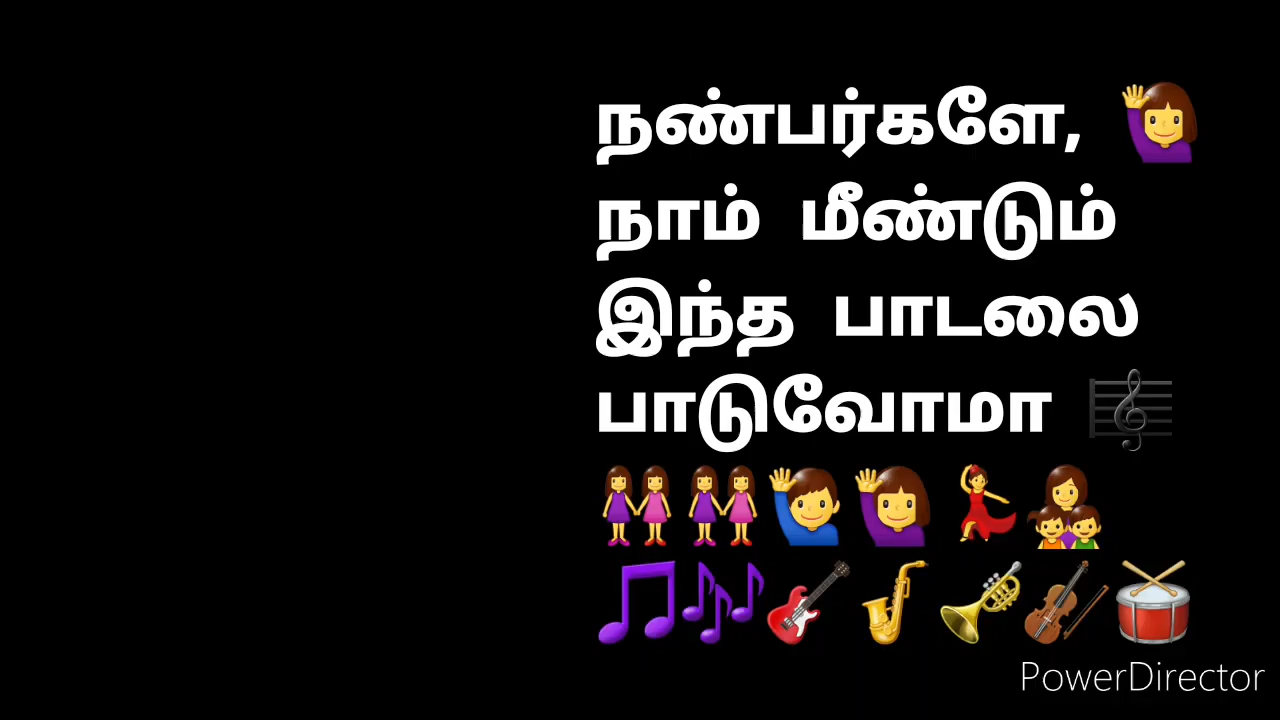 நண்பர்களே, 🙋‍♀️
நாம் மீண்டும்
இந்த பாடலை
பாடுவோமா 🎼
👭👭🙋‍♂️🙋‍♀️💃👩‍👧‍👦
🎵🎶🎸🎷🎺🎻🥁
PowerDirector